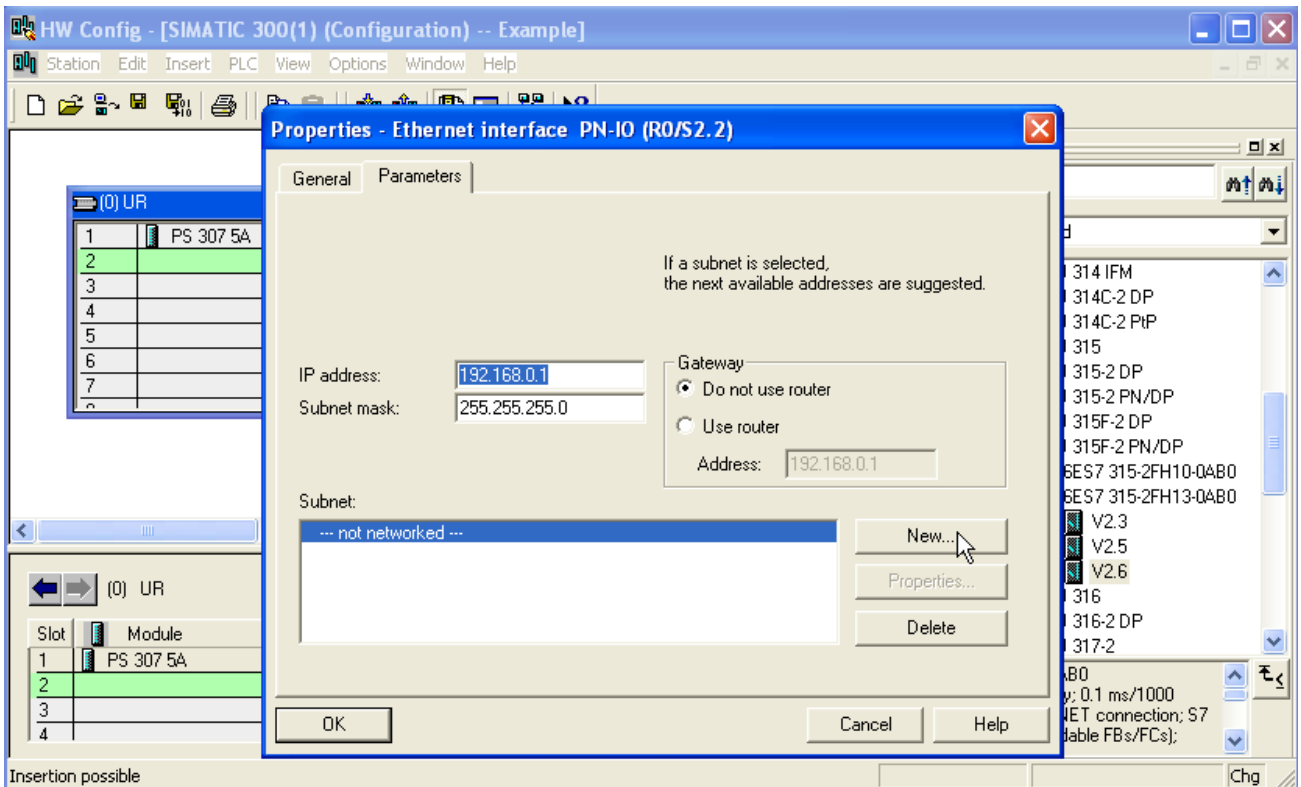 HW Config - [SIMATIC 300(1) (Configuration) -- Example]
Station Edit Insert PLC View Options Window Help
Properties - Ethernet interface PN-IO (R0/S2.2)
General Parameters
(0) UR
1 PS 307 5A
2
3
4
5
6
7
If a subnet is selected,
the next available addresses are suggested.
IP address: 192.168.0.1
Subnet mask: 255.255.255.0
Gateway
Do not use router
Use router
Address: 192.168.0.1
Subnet:
--- not networked ---
New...
Properties...
Delete
OK Cancel Help
314 IFM
314C-2 DP
314C-2 PtP
315
315-2 DP
315-2 PN/DP
315F-2 DP
315F-2 PN/DP
6ES7 315-2FH10-0AB0
6ES7 315-2FH13-0AB0
V2.3
V2.5
V2.6
316
316-2 DP
317-2
(0) UR
Slot Module
1 PS 307 5A
2
3
4
AB0
y; 0.1 ms/1000
NET connection; S7
dable FBs/FCs);
Insertion possible
Chg